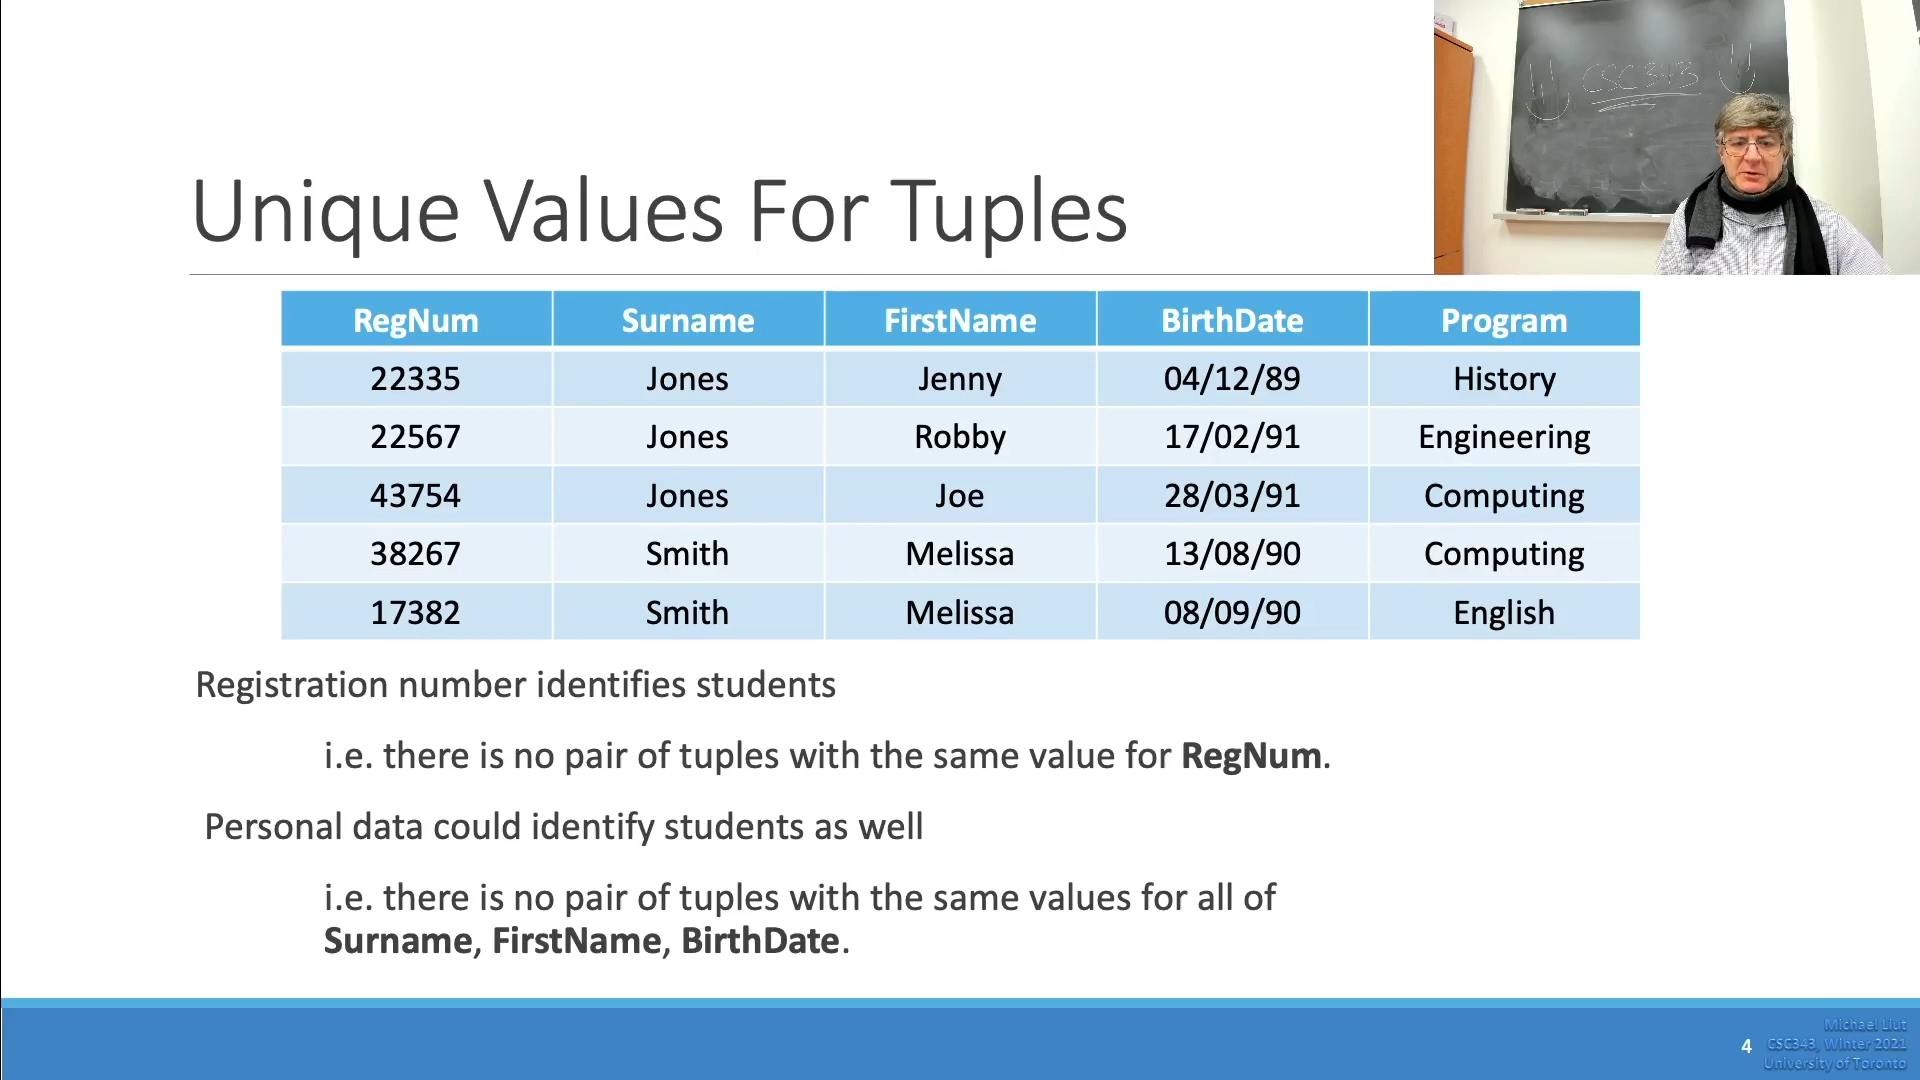 CSC343
Unique Values For Tuples
RegNum Surname FirstName BirthDate Program
22335 Jones Jenny 04/12/89 History
22567 Jones Robby 17/02/91 Engineering
43754 Jones Joe 28/03/91 Computing
38267 Smith Melissa 13/08/90 Computing
17382 Smith Melissa 08/09/90 English
Registration number identifies students
i.e. there is no pair of tuples with the same value for RegNum.
Personal data could identify students as well
i.e. there is no pair of tuples with the same values for all of
Surname, FirstName, BirthDate.
4
Michael Liut
CSC343, Winter 2021
University of Toronto